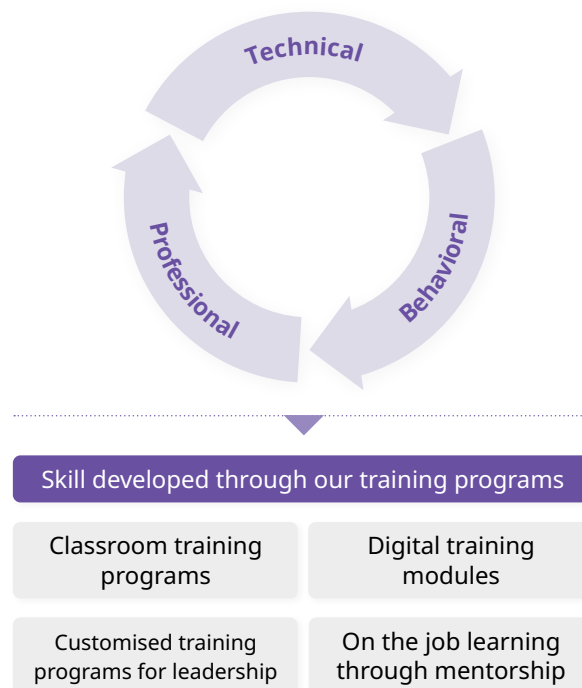 Technical
Behavioral
Professional
Skill developed through our training programs
Classroom training
programs
Digital training
modules
Customised training
programs for leadership
On the job learning
through mentorship